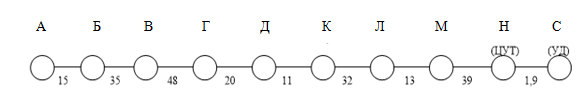 А Б В Г Д К Л М Н С
(ЦУТ) (УД)
15 35 48 20 11 32 13 39 1,9